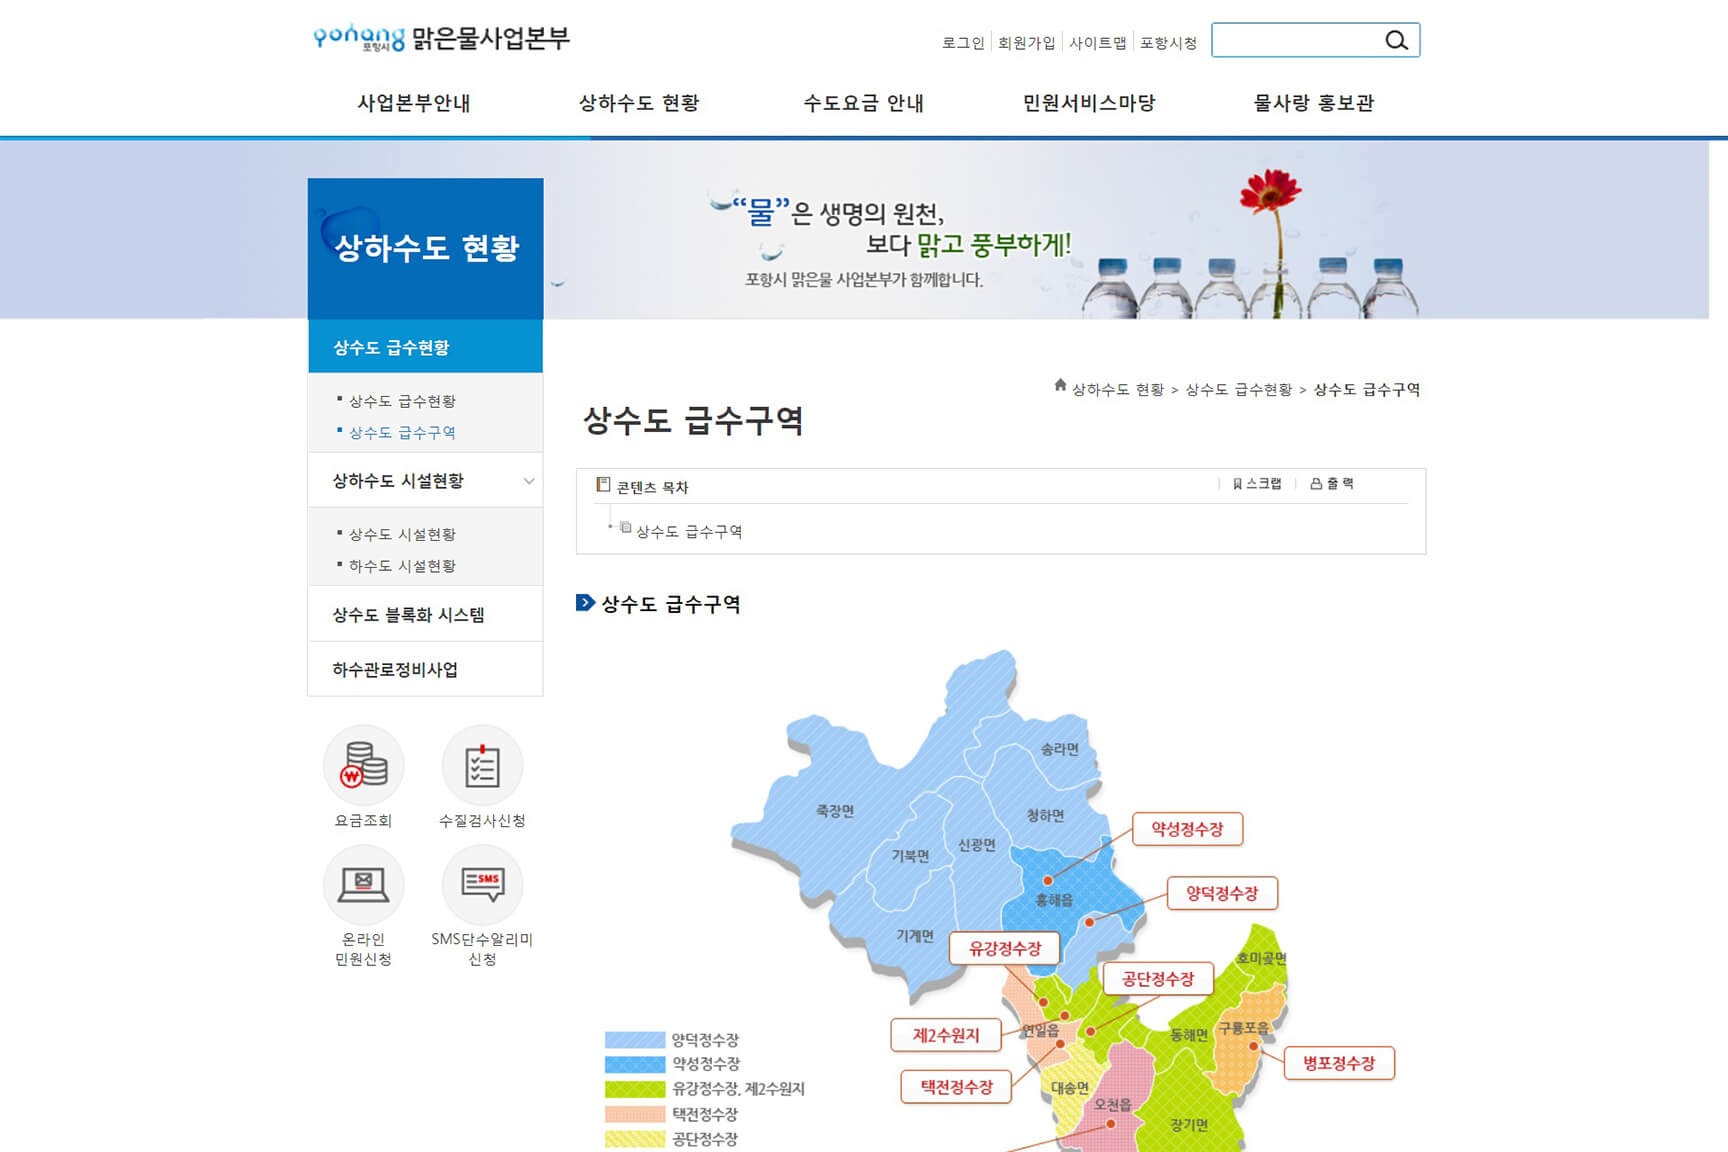 pohang 포항시 맑은물사업본부
로그인 회원가입 사이트맵 포항시청
사업본부안내 상하수도 현황 수도요금 안내 민원서비스마당 물사랑 홍보관
상하수도 현황
“물”은 생명의 원천,
보다 맑고 풍부하게!
포항시 맑은물 사업본부가 함께합니다.
상수도 급수현황
상수도 급수현황
상수도 급수구역
상하수도 시설현황
상수도 시설현황
하수도 시설현황
상수도 블록화 시스템
하수관로정비사업
요금조회
수질검사신청
온라인
민원신청
SMS
SMS단수알리미
신청
상하수도 현황 > 상수도 급수현황 > 상수도 급수구역
상수도 급수구역
콘텐츠 목차
스크랩 출 력
상수도 급수구역
상수도 급수구역
송라면
죽장면
청하면
약성정수장
신광면
기북면
양덕정수장
흥해읍
기계면
유강정수장
호미곶면
공단정수장
구룡포읍
연일읍
제2수원지
동해면
병포정수장
택전정수장
대송면
오천읍
장기면
양덕정수장
약성정수장
유강정수장, 제2수원지
택전정수장
공단정수장